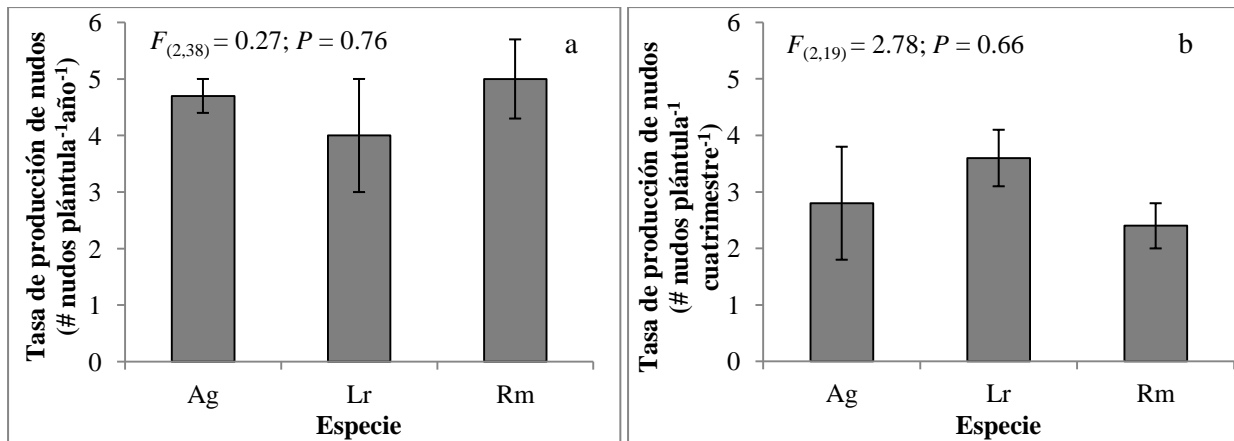 Tasa de producción de nudos
(# nudos plántula⁻¹año⁻¹)
6
5
4
3
2
1
0
F(2,38) = 0.27; P = 0.76
a
Ag Lr Rm
Especie
Tasa de producción de nudos
(# nudos plántula⁻¹
cuatrimestre⁻¹)
6
5
4
3
2
1
0
F(2,19) = 2.78; P = 0.66
b
Ag Lr Rm
Especie